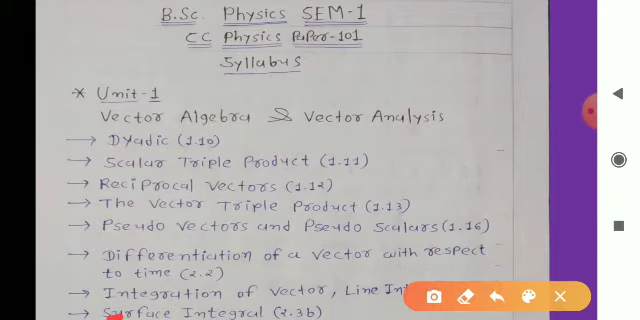 B.Sc. Physics SEM-1
CC Physics PaPer-101
Syllabus
* Unit-1
Vector Algebra & Vector Analysis
→ Dyadic (1.10)
→ Scalar Triple Product (1.11)
→ Reciprocal Vectors (1.12)
→ The Vector Triple Product (1.13)
→ Pseudo Vectors and Pseudo Scalars (1.16)
→ Differentiation of a Vector with respect
to time (2.2)
→ Integration of Vector, Line
→ Surface Integral (2.3b)